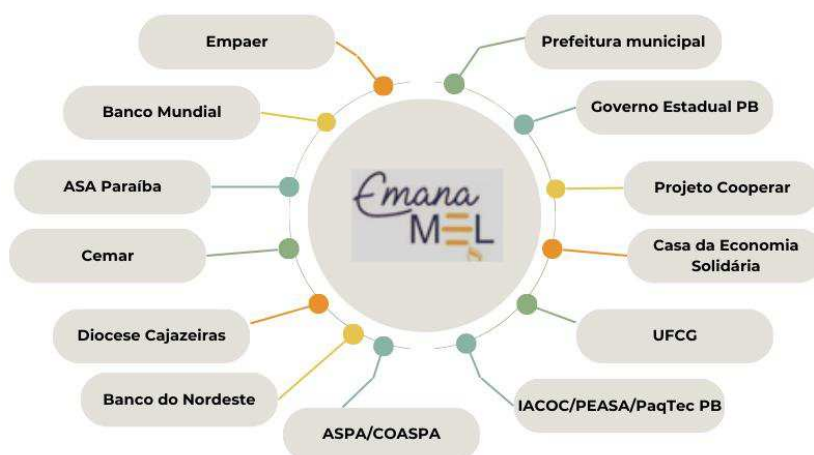 Empaer
Prefeitura municipal
Banco Mundial
Governo Estadual PB
ASA Paraíba
Projeto Cooperar
Emana
MEL
Cemar
Casa da Economia
Solidária
Diocese Cajazeiras
UFCG
Banco do Nordeste
IACOC/PEASA/PaqTec PB
ASPA/COASPA